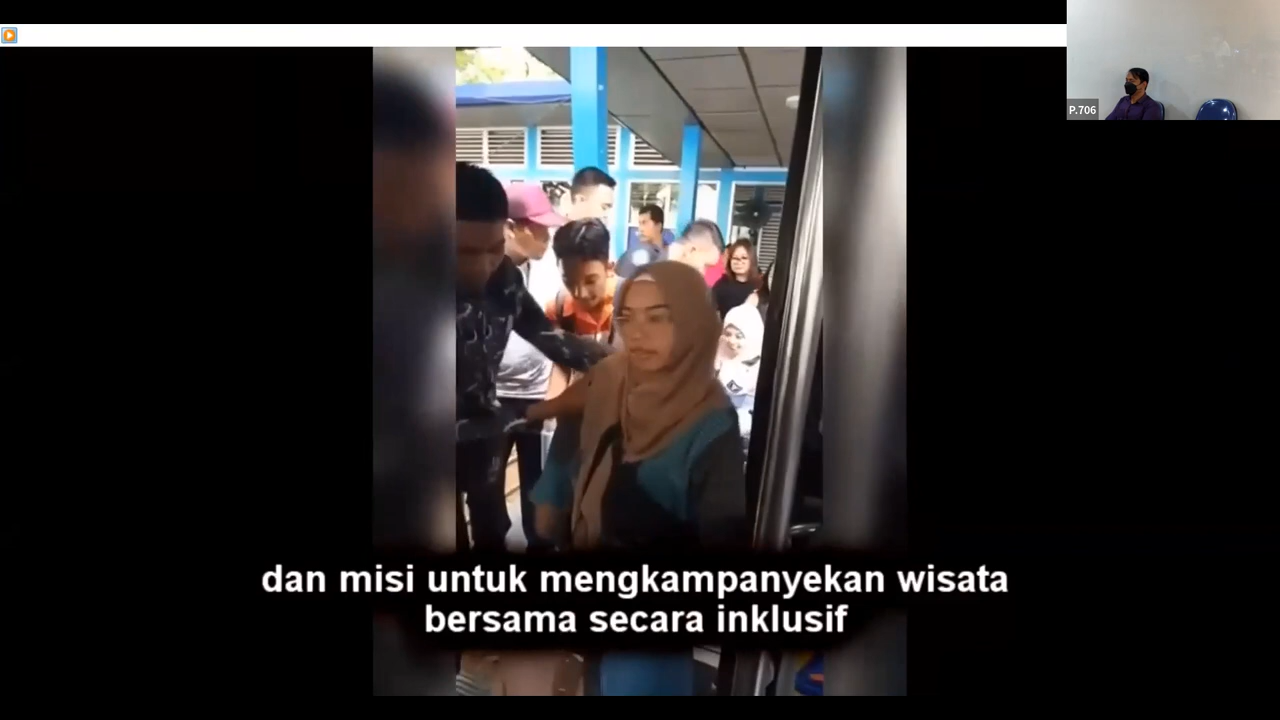 P.706
dan misi untuk mengkampanyekan wisata
bersama secara inklusif